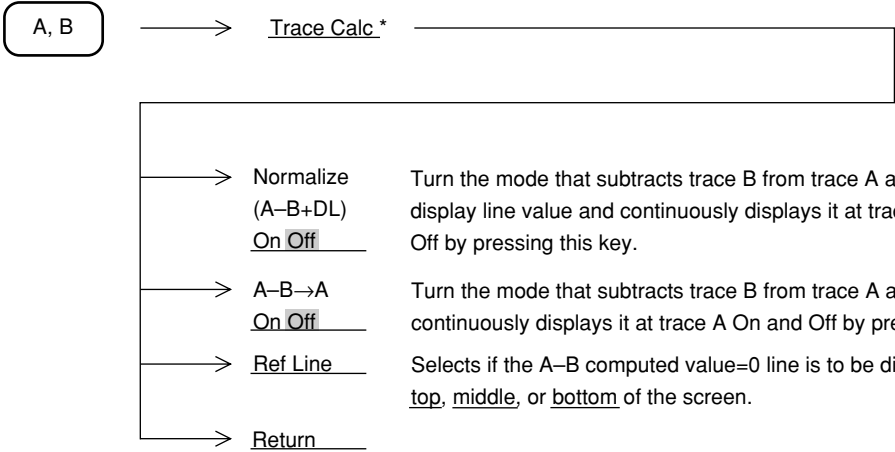 A, B
Trace Calc *
Normalize
(A–B+DL)
On Off
Turn the mode that subtracts trace B from trace A
display line value and continuously displays it at
Off by pressing this key.
A–B→A
On Off
Turn the mode that subtracts trace B from trace A
continuously displays it at trace A On and Off by
Ref Line
Selects if the A–B computed value=0 line is to be
top, middle, or bottom of the screen.
Return